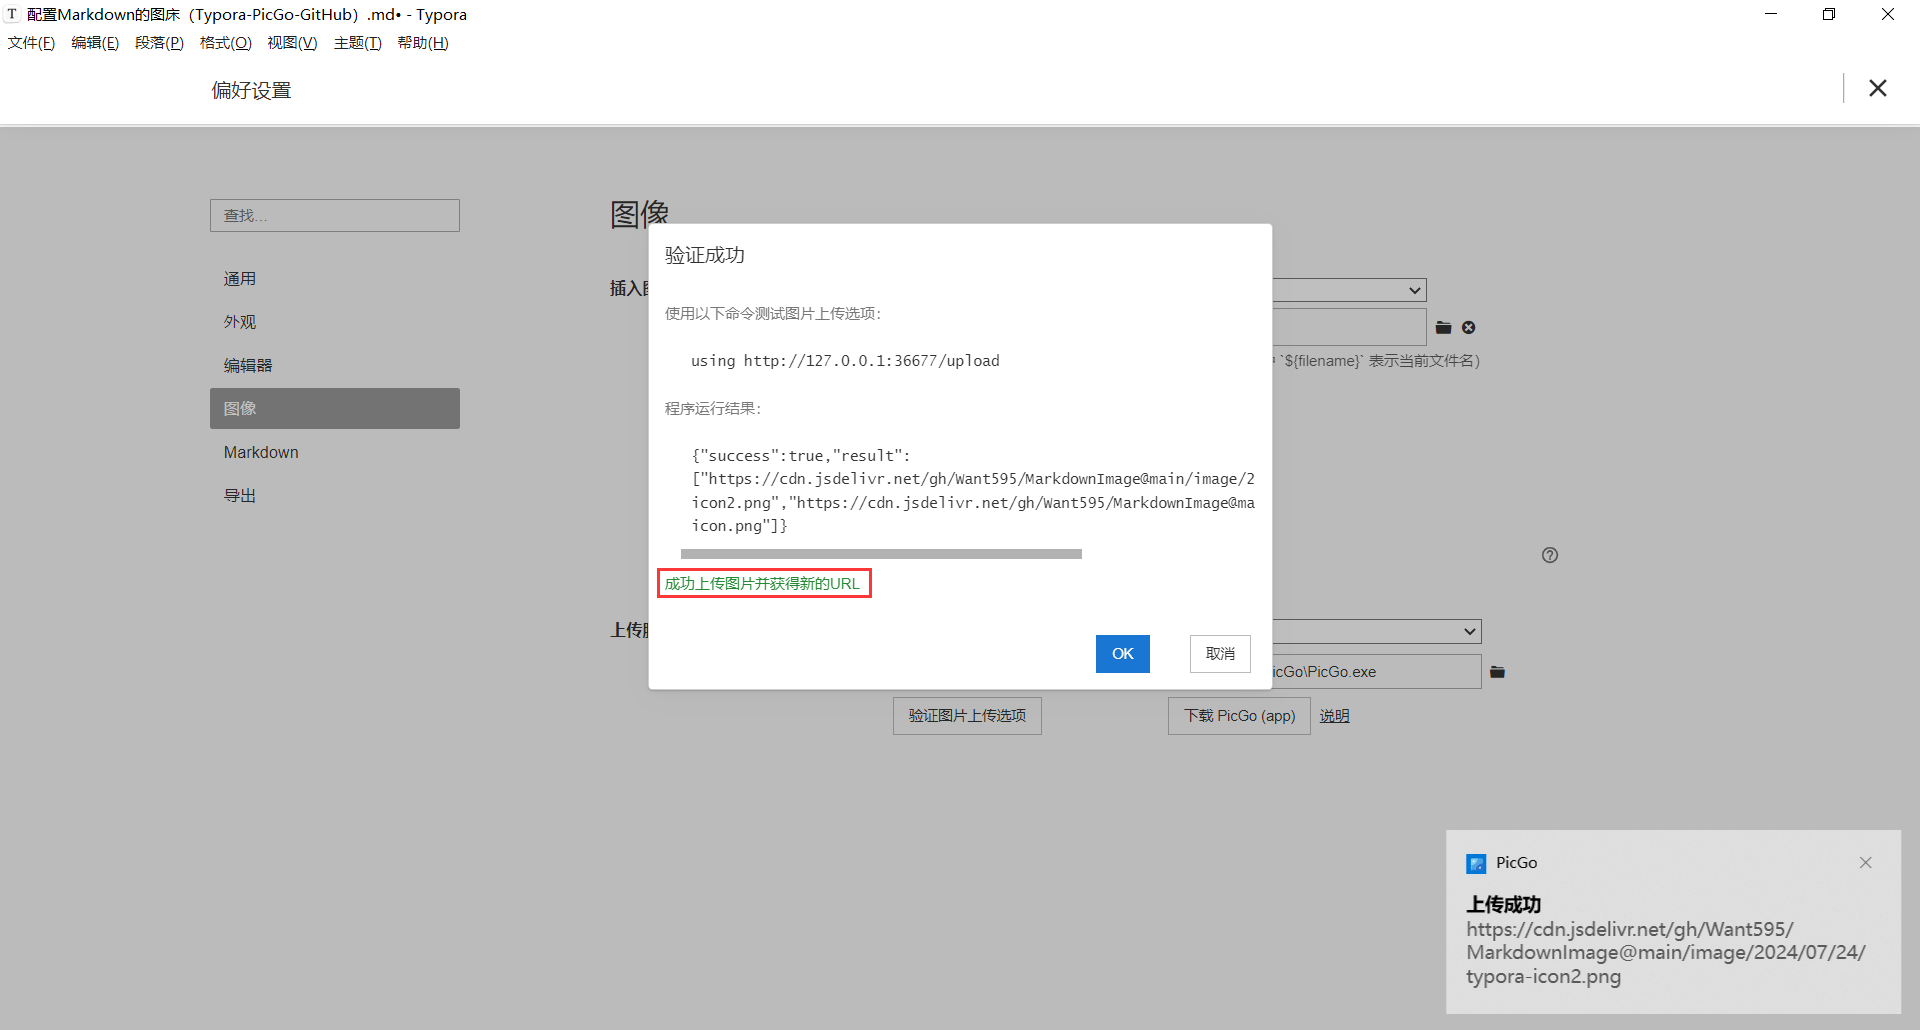 T 配置Markdown的图床（Typora-PicGo-GitHub）.md• - Typora
文件(F) 编辑(E) 段落(P) 格式(O) 视图(V) 主题(T) 帮助(H)
偏好设置
查找...
通用
外观
编辑器
图像
Markdown
导出
图像
插入
`${filename}` 表示当前文件名）
上传
icGo\PicGo.exe
验证图片上传选项
下载 PicGo (app)
说明
验证成功
使用以下命令测试图片上传选项：
using http://127.0.0.1:36677/upload
程序运行结果：
{"success":true,"result":
["https://cdn.jsdelivr.net/gh/Want595/MarkdownImage@main/image/2
icon2.png","https://cdn.jsdelivr.net/gh/Want595/MarkdownImage@ma
icon.png"]}
成功上传图片并获得新的URL
OK
取消
PicGo
上传成功
https://cdn.jsdelivr.net/gh/Want595/
MarkdownImage@main/image/2024/07/24/
typora-icon2.png